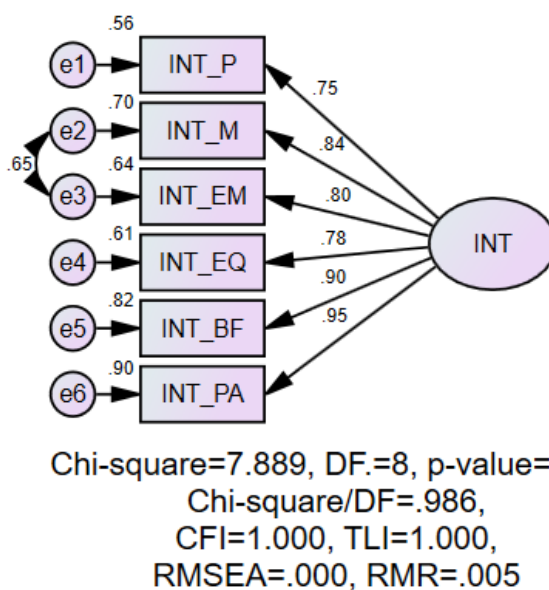 .56
e1 INT_P .75
.70
e2 INT_M .84
.65
.64
e3 INT_EM .80
.61
e4 INT_EQ .78
INT
.82
e5 INT_BF .90
.90
e6 INT_PA .95
Chi-square=7.889, DF.=8, p-value=
Chi-square/DF=.986,
CFI=1.000, TLI=1.000,
RMSEA=.000, RMR=.005